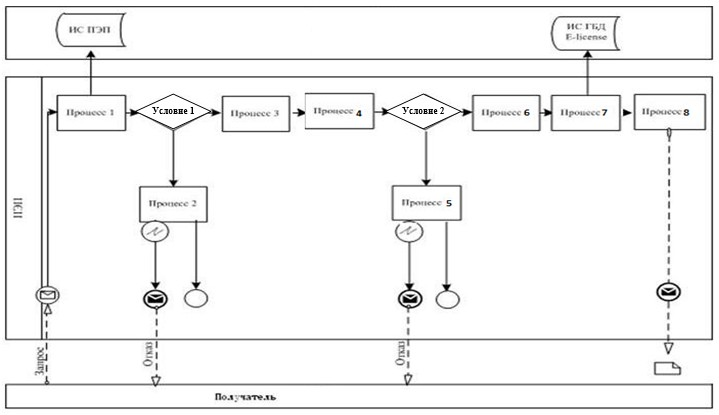 ИС ПЭП
ИС ГБД
E-license
Процесс 1
Условие 1
Процесс 3
Процесс 4
Условие 2
Процесс 6
Процесс 7
Процесс 8
Процесс 2
Процесс 5
ПЭП
Запрос
Отказ
Отказ
Получатель